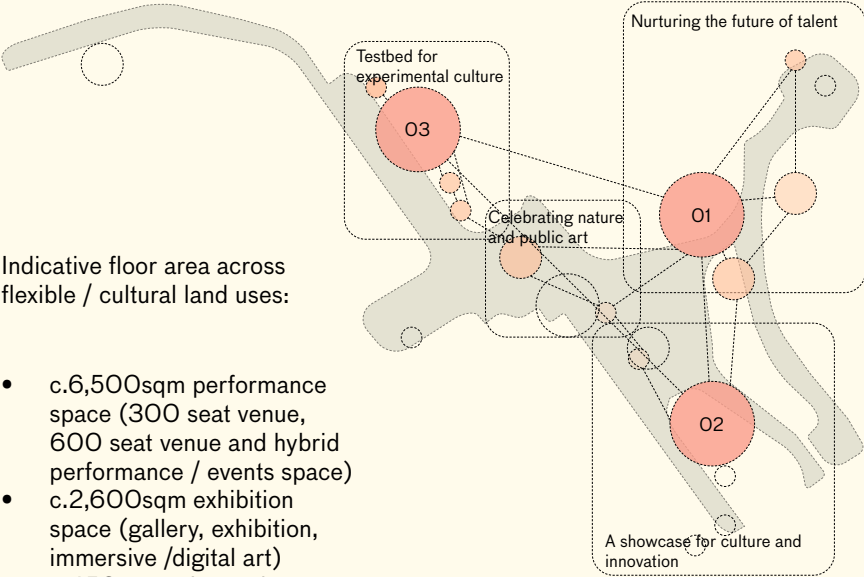 Nurturing the future of talent
Testbed for
experimental culture
03
01
Celebrating nature
and public art
Indicative floor area across
flexible / cultural land uses:
• c.6,500sqm performance
space (300 seat venue,
600 seat venue and hybrid
performance / events space)
• c.2,600sqm exhibition
space (gallery, exhibition,
immersive /digital art)
02
A showcase for culture and
innovation